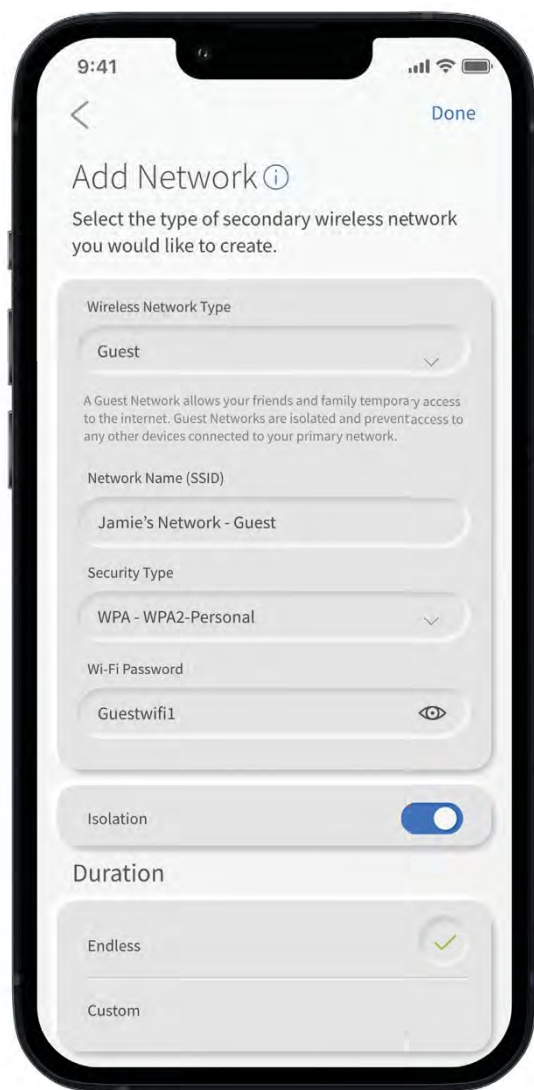 9:41
Done
Add Network
Select the type of secondary wireless network
you would like to create.
Wireless Network Type
Guest
A Guest Network allows your friends and family temporary access
to the internet. Guest Networks are isolated and prevent access to
any other devices connected to your primary network.
Network Name (SSID)
Jamie’s Network - Guest
Security Type
WPA - WPA2-Personal
Wi-Fi Password
Guestwifi1
Isolation
Duration
Endless
Custom